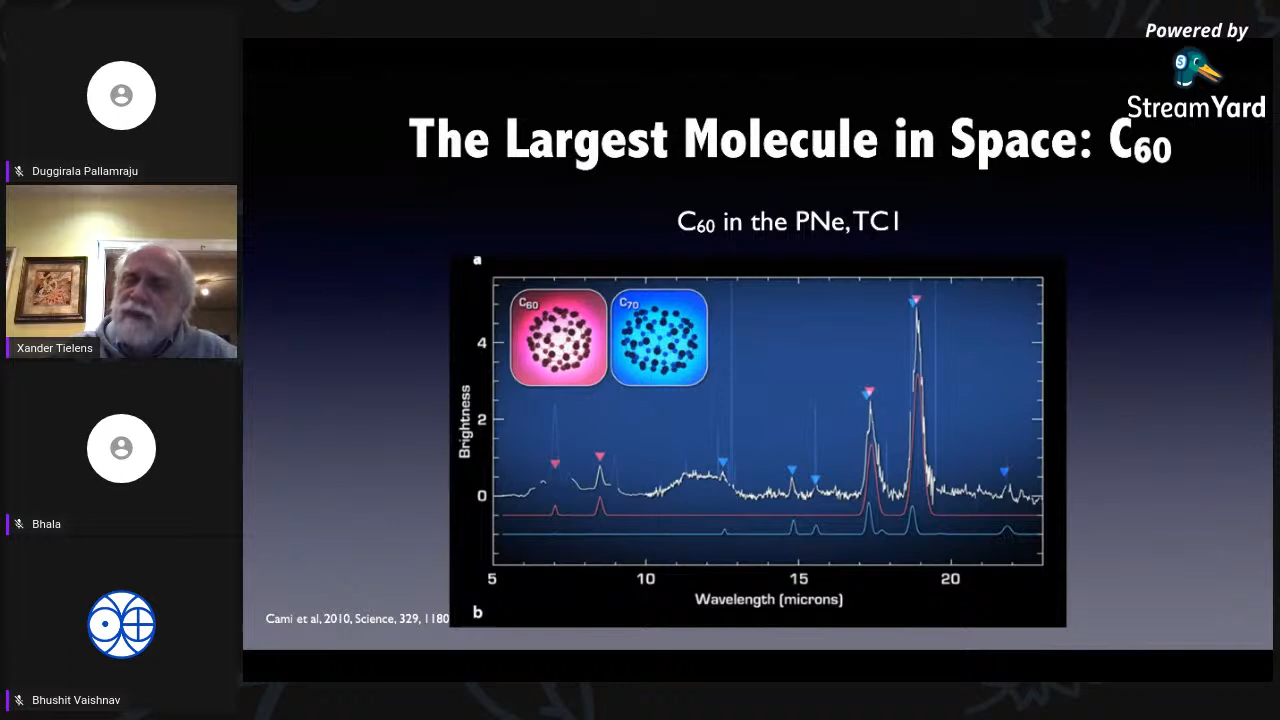 Powered by
StreamYard
Duggirala Pallamraju
Xander Tielens
Bhala
Bhushit Vaishnav
The Largest Molecule in Space: C₆₀
C₆₀ in the PNe, TC1
a
C₆₀
C₇₀
4
2
0
Brightness
5 10 15 20
Wavelength (microns)
b
Cami et al, 2010, Science, 329, 1180